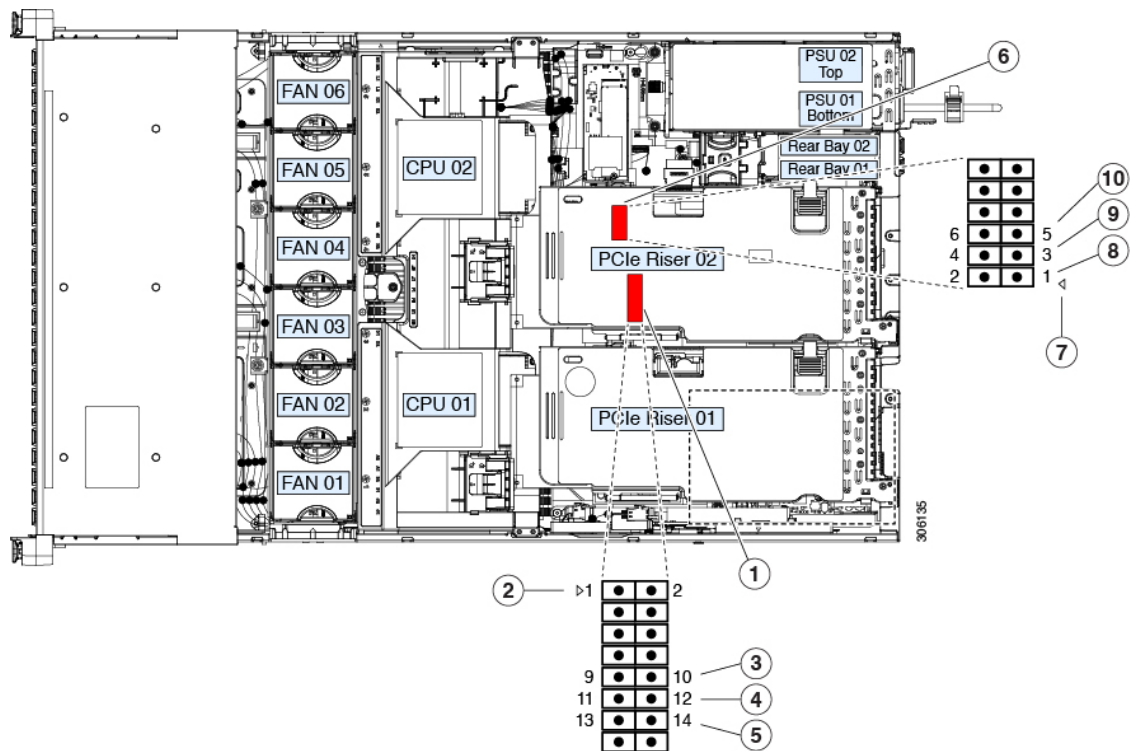 6
PSU 02
Top
PSU 01
Bottom
FAN 06
Rear Bay 02
Rear Bay 01
FAN 05
CPU 02
10
9
8
6 5
4 3
2 1
7
FAN 04
PCIe Riser 02
FAN 03
FAN 02
CPU 01
PCIe Riser 01
FAN 01
306135
1
2
1 2
3
9 10
4
11 12
5
13 14